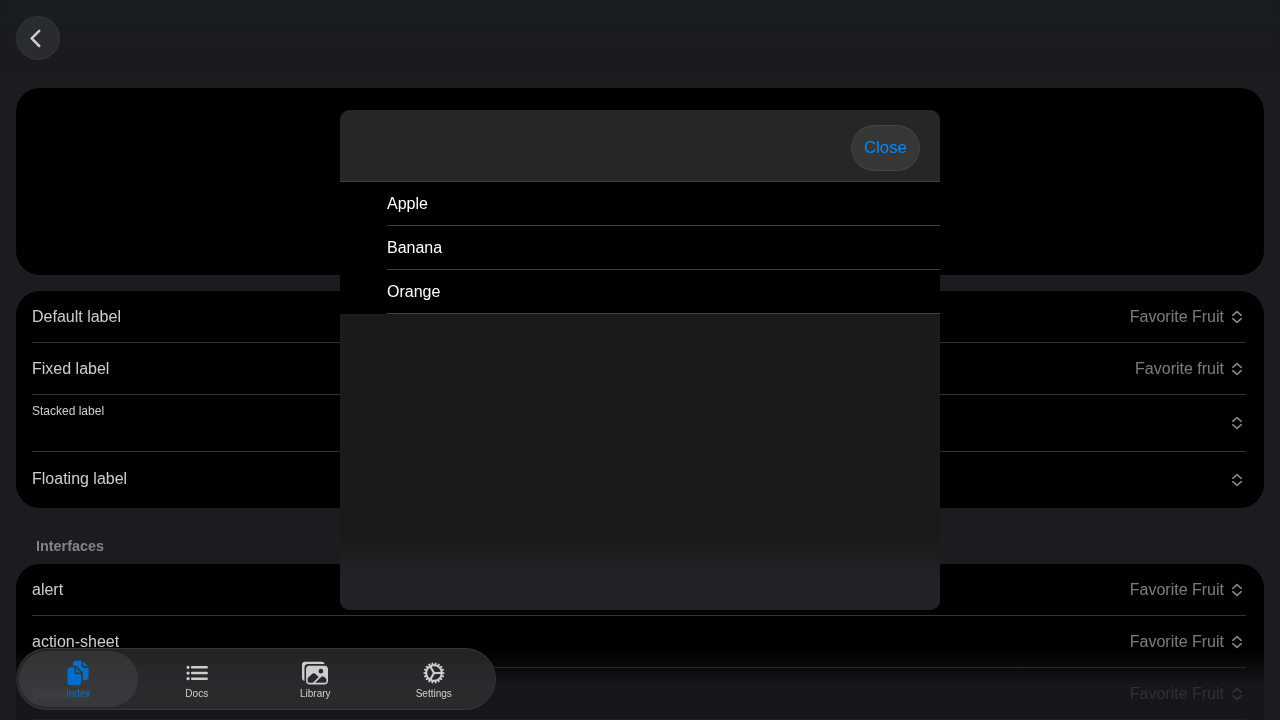 Close
Apple
Banana
Orange
Default label Favorite Fruit
Fixed label Favorite fruit
Stacked label
Floating label
Interfaces
alert Favorite Fruit
action-sheet Favorite Fruit
Favorite Fruit
Index Docs Library Settings